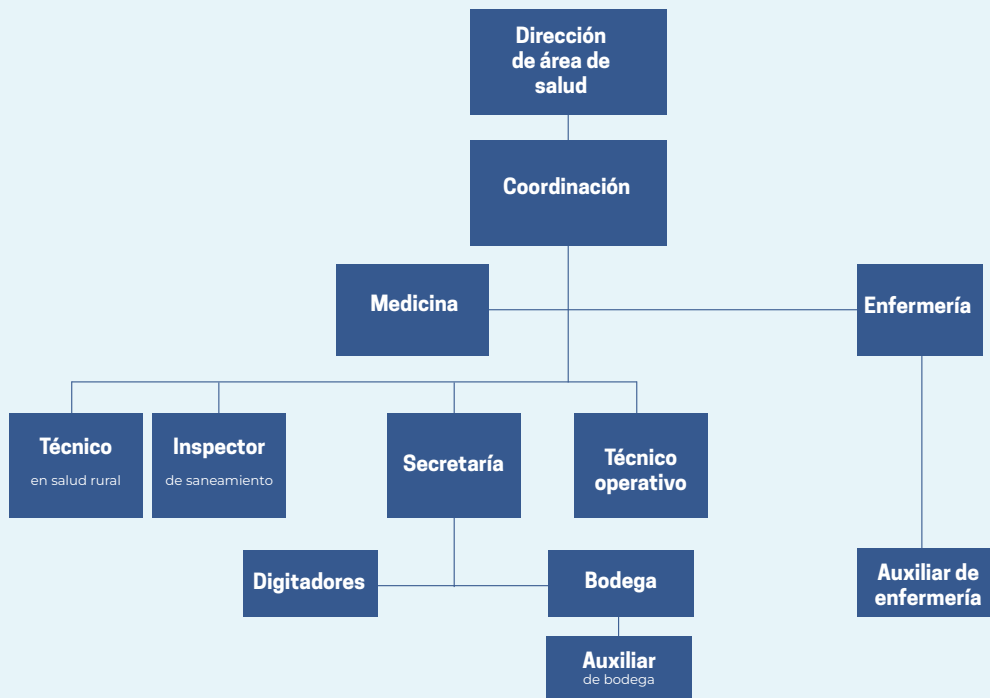 Dirección
de área de
salud
Coordinación
Medicina
Enfermería
Técnico
en salud rural
Inspector
de saneamiento
Secretaría
Técnico
operativo
Digitadores
Bodega
Auxiliar de
enfermería
Auxiliar
de bodega